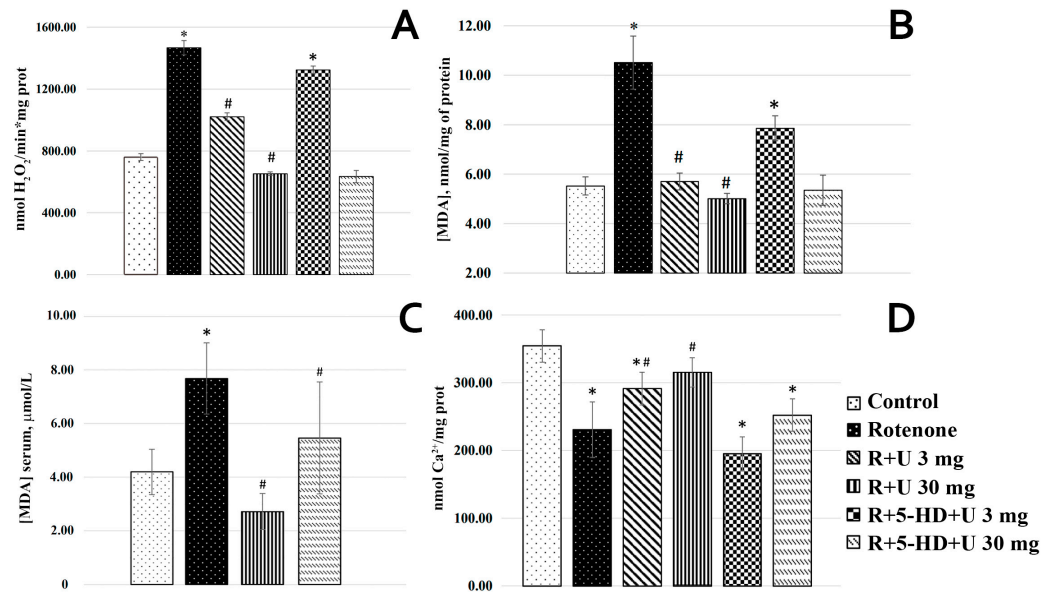 A
nmol H₂O₂/min*mg prot
1600.00
1200.00
800.00
400.00
0.00
*
#
#
*
B
[MDA], nmol/mg of protein
12.00
10.00
8.00
6.00
4.00
2.00
*
#
#
*
C
[MDA] serum, μmol/L
10.00
8.00
6.00
4.00
2.00
0
*
#
#
D
nmol Ca²⁺/mg prot
400.00
300.00
200.00
100.00
0.00
*
*#
#
*
*
Control
Rotenone
R+U 3 mg
R+U 30 mg
R+5-HD+U 3 mg
R+5-HD+U 30 mg